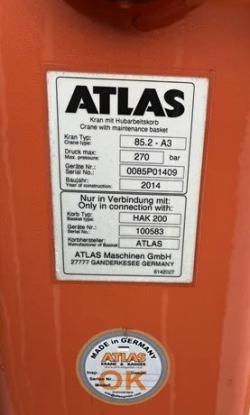 ATLAS
Kran mit Hubarbeitskorb
Crane with maintenance basket
Kran Typ: 85.2 - A3
Crane type:
Druck max: 270 bar
Max. pressure:
Geräte Nr.: 0085P01409
Serial No.:
Baujahr: 2014
Year of construction:
Nur in Verbindung mit:
Only in connection with:
Korb Typ: HAK 200
Basket Type:
Geräte Nr.: 100583
Serial No.:
Korbhersteller: ATLAS
Manufacturer of Basket
ATLAS Maschinen GmbH
27777 GANDERKESEE GERMANY
6142027
Made in GERMANY
ATLAS
KRANE & BAGGER
OK